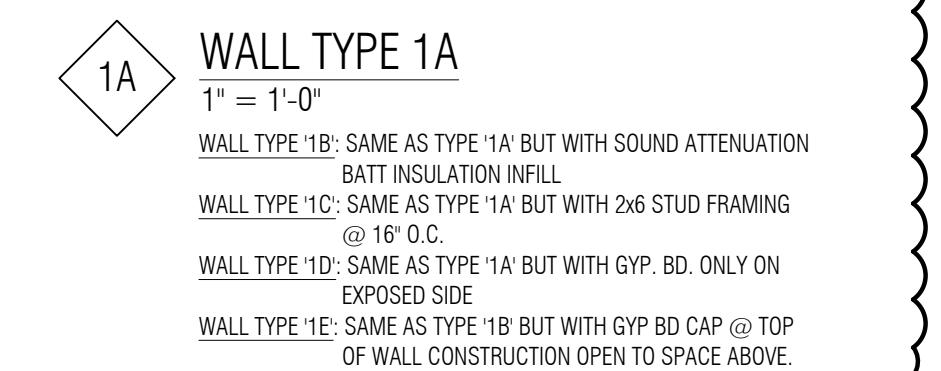 1A
WALL TYPE 1A
1" = 1'-0"
WALL TYPE '1B': SAME AS TYPE '1A' BUT WITH SOUND ATTENUATION
BATT INSULATION INFILL
WALL TYPE '1C': SAME AS TYPE '1A' BUT WITH 2x6 STUD FRAMING
@ 16" O.C.
WALL TYPE '1D': SAME AS TYPE '1A' BUT WITH GYP. BD. ONLY ON
EXPOSED SIDE
WALL TYPE '1E': SAME AS TYPE '1B' BUT WITH GYP BD CAP @ TOP
OF WALL CONSTRUCTION OPEN TO SPACE ABOVE.